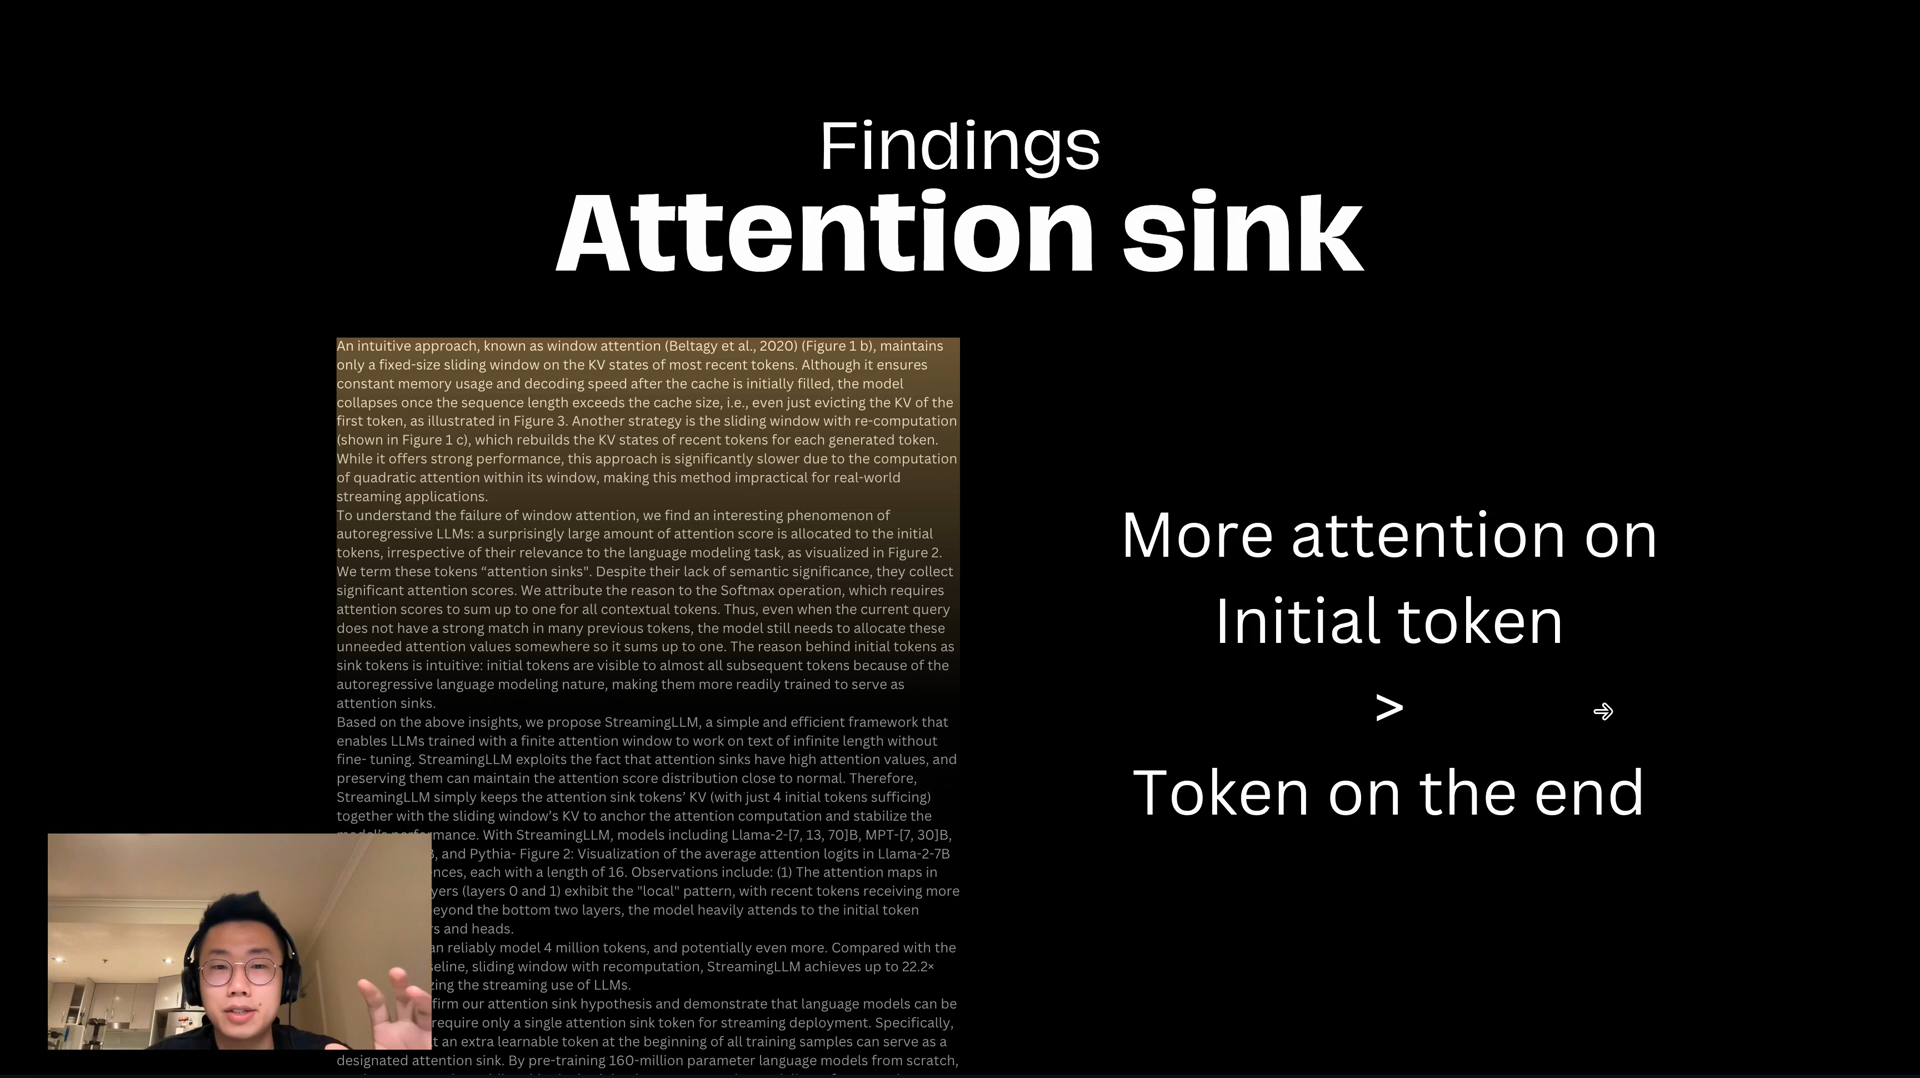 Findings
Attention sink
An intuitive approach, known as window attention (Beltagy et al., 2020) (Figure 1 b), maintains
only a fixed-size sliding window on the KV states of most recent tokens. Although it ensures
constant memory usage and decoding speed after the cache is initially filled, the model
collapses once the sequence length exceeds the cache size, i.e., even just evicting the KV of the
first token, as illustrated in Figure 3. Another strategy is the sliding window with re-computation
(shown in Figure 1 c), which rebuilds the KV states of recent tokens for each generated token.
While it offers strong performance, this approach is significantly slower due to the computation
of quadratic attention within its window, making this method impractical for real-world
streaming applications.
To understand the failure of window attention, we find an interesting phenomenon of
autoregressive LLMs: a surprisingly large amount of attention score is allocated to the initial
tokens, irrespective of their relevance to the language modeling task, as visualized in Figure 2.
We term these tokens “attention sinks". Despite their lack of semantic significance, they collect
significant attention scores. We attribute the reason to the Softmax operation, which requires
attention scores to sum up to one for all contextual tokens. Thus, even when the current query
does not have a strong match in many previous tokens, the model still needs to allocate these
unneeded attention values somewhere so it sums up to one. The reason behind initial tokens as
sink tokens is intuitive: initial tokens are visible to almost all subsequent tokens because of the
autoregressive language modeling nature, making them more readily trained to serve as
attention sinks.
Based on the above insights, we propose StreamingLLM, a simple and efficient framework that
enables LLMs trained with a finite attention window to work on text of infinite length without
fine- tuning. StreamingLLM exploits the fact that attention sinks have high attention values, and
preserving them can maintain the attention score distribution close to normal. Therefore,
StreamingLLM simply keeps the attention sink tokens’ KV (with just 4 initial tokens sufficing)
together with the sliding window’s KV to anchor the attention computation and stabilize the
model’s performance. With StreamingLLM, models including Llama-2-[7, 13, 70]B, MPT-[7, 30]B,
and Pythia- Figure 2: Visualization of the average attention logits in Llama-2-7B
each with a length of 16. Observations include: (1) The attention maps in
(layers 0 and 1) exhibit the "local" pattern, with recent tokens receiving more
the bottom two layers, the model heavily attends to the initial token
and heads.
reliably model 4 million tokens, and potentially even more. Compared with the
sliding window with recomputation, StreamingLLM achieves up to 22.2×
the streaming use of LLMs.
our attention sink hypothesis and demonstrate that language models can be
require only a single attention sink token for streaming deployment. Specifically,
an extra learnable token at the beginning of all training samples can serve as a
designated attention sink. By pre-training 160-million parameter language models from scratch,
More attention on
Initial token
>
Token on the end